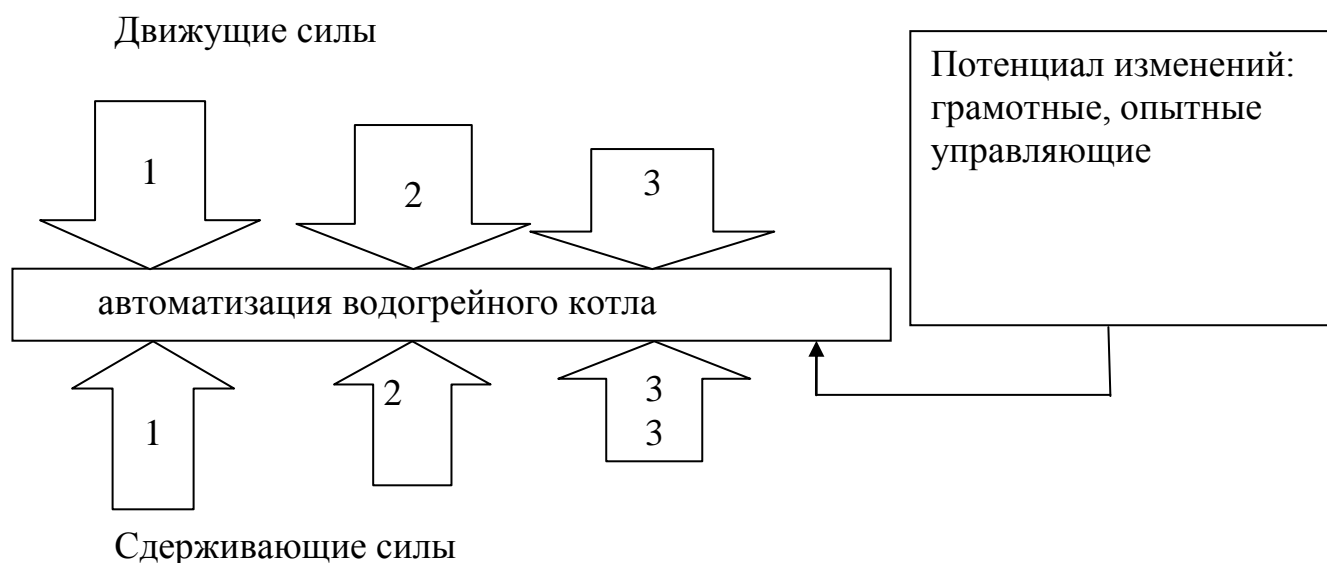 Движущие силы
Потенциал изменений:
грамотные, опытные
управляющие
1
2
3
автоматизация водогрейного котла
1
2
3
3
Сдерживающие силы